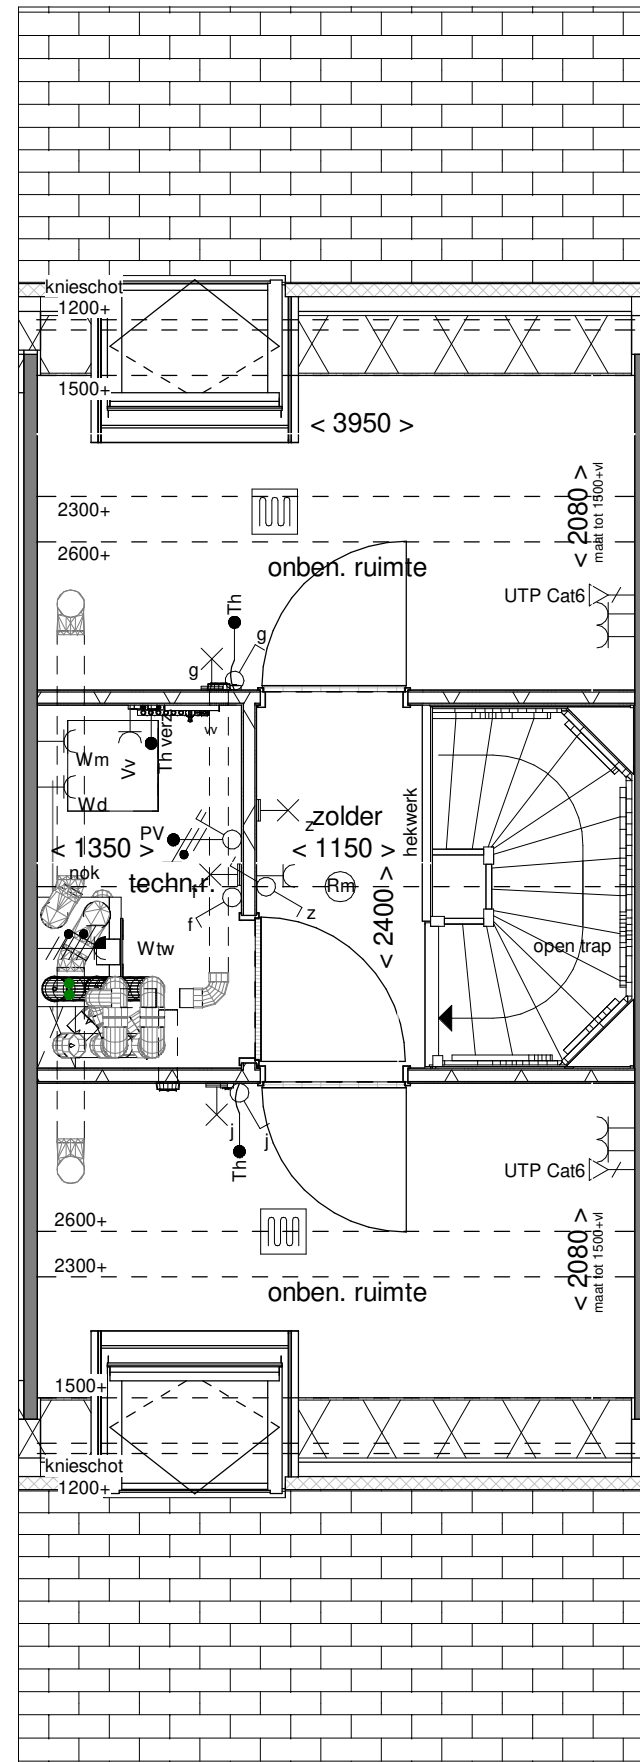 knieschot
1200+
1500+
< 3950 >
2300+
2600+
< 2080 >
maat tot 1500+vl
onben. ruimte
UTP Cat6
Th
g
g
Wm
Wd
Vv
Th verz
vv
PV
< 1350 >
nok
techn.r.
f
f
Wtw
z
zolder
< 1150 >
hekwerk
Rm
z
< 2400 >
open trap
j
j
Th
UTP Cat6
2600+
2300+
< 2080 >
maat tot 1500+vl
onben. ruimte
1500+
knieschot
1200+